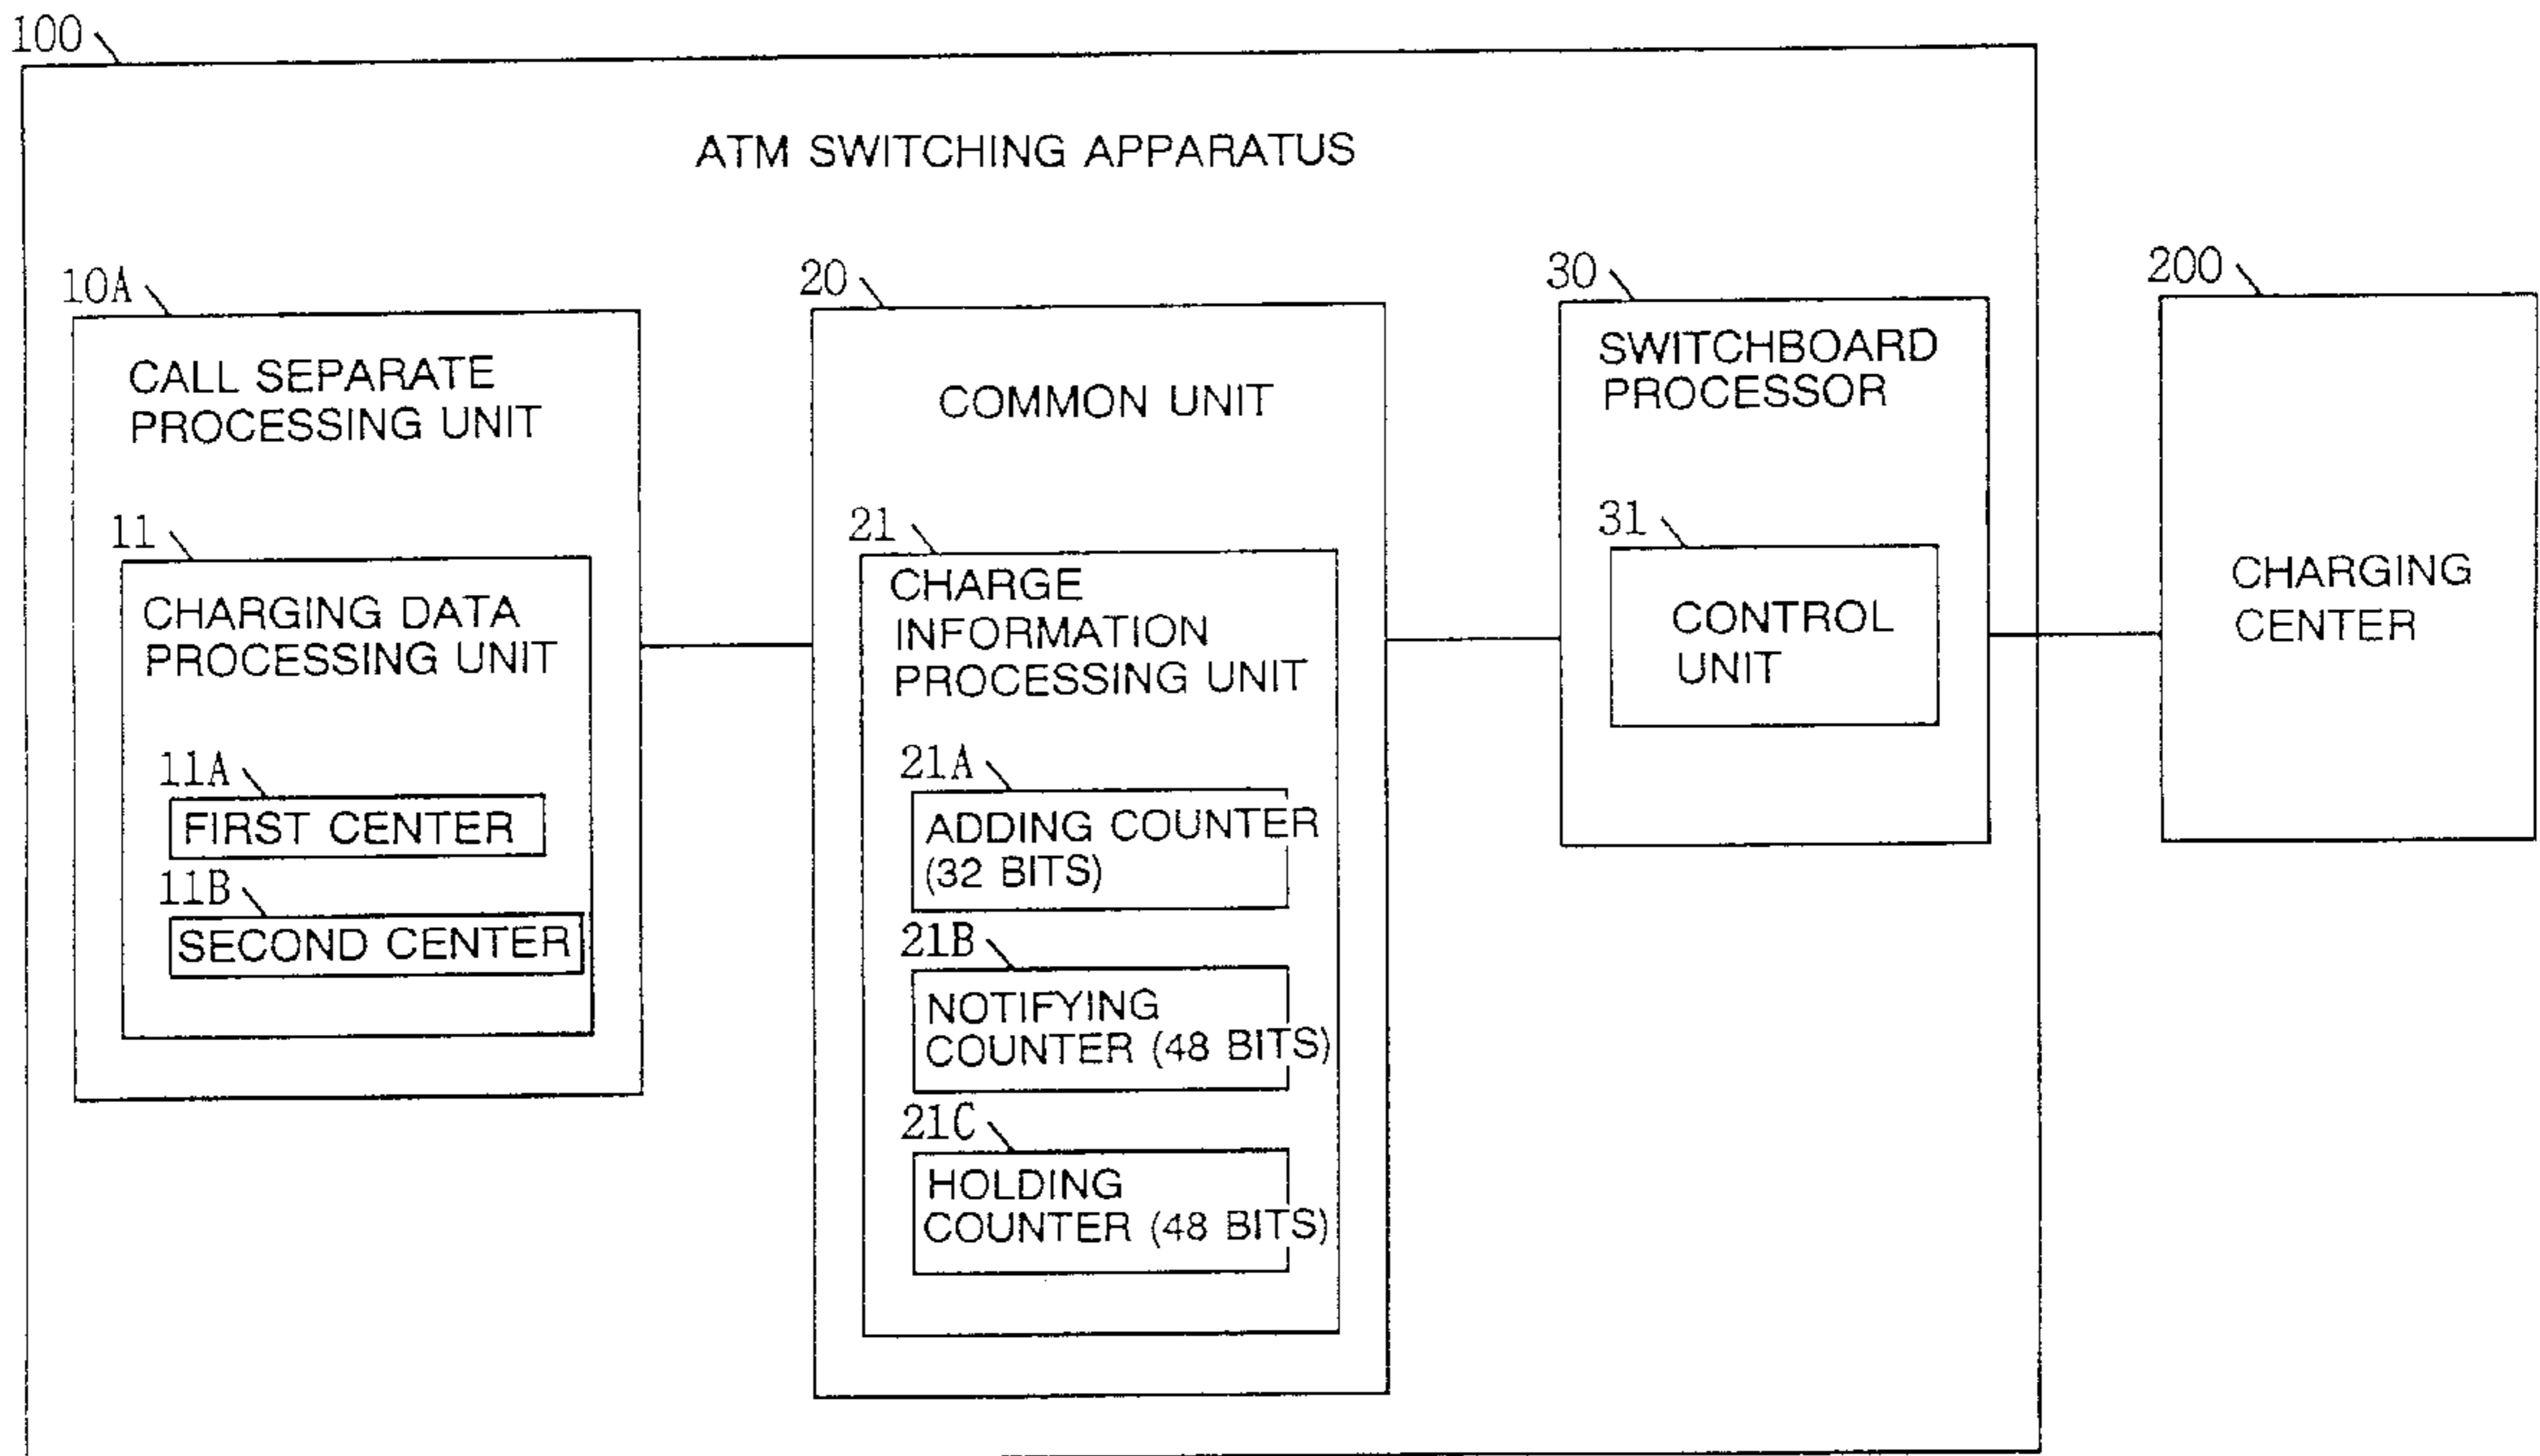 100
ATM SWITCHING APPARATUS
10A
CALL SEPARATE
PROCESSING UNIT
11
CHARGING DATA
PROCESSING UNIT
11A
FIRST CENTER
11B
SECOND CENTER
20
COMMON UNIT
21
CHARGE
INFORMATION
PROCESSING UNIT
21A
ADDING COUNTER
(32 BITS)
21B
NOTIFYING
COUNTER (48 BITS)
21C
HOLDING
COUNTER (48 BITS)
30
SWITCHBOARD
PROCESSOR
31
CONTROL
UNIT
200
CHARGING
CENTER